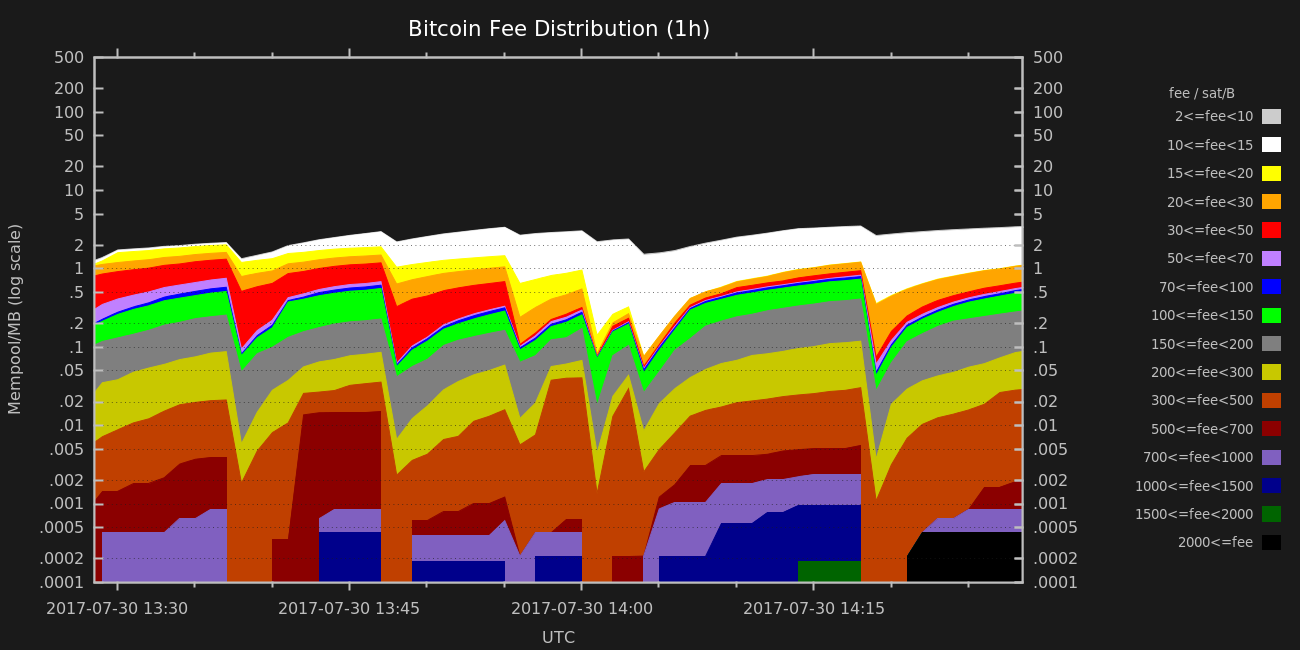 Bitcoin Fee Distribution (1h)
Mempool/MB (log scale)
500
200
100
50
20
10
5
2
1
.5
.2
.1
.05
.02
.01
.005
.002
.001
.0005
.0002
.0001
500
200
100
50
20
10
5
2
1
.5
.2
.1
.05
.02
.01
.005
.002
.001
.0005
.0002
.0001
2017-07-30 13:30
2017-07-30 13:45
2017-07-30 14:00
2017-07-30 14:15
UTC
fee / sat/B
2<=fee<10
10<=fee<15
15<=fee<20
20<=fee<30
30<=fee<50
50<=fee<70
70<=fee<100
100<=fee<150
150<=fee<200
200<=fee<300
300<=fee<500
500<=fee<700
700<=fee<1000
1000<=fee<1500
1500<=fee<2000
2000<=fee